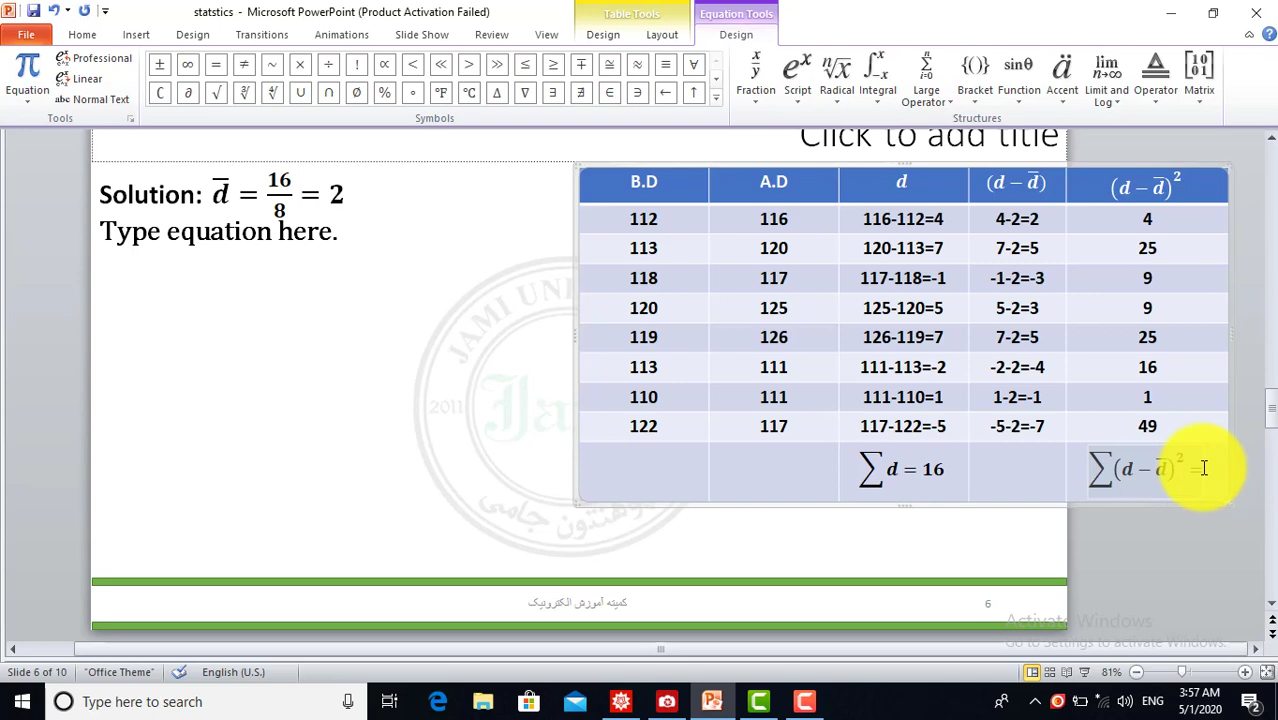 statstics - Microsoft PowerPoint (Product Activation Failed)
Table Tools
Equation Tools
File
Home
Insert
Design
Transitions
Animations
Slide Show
Review
View
Design
Layout
Design
Equation
Professional
Linear
abc Normal Text
Tools
± ∞ = ≠ ~ × ÷ ! ∝ < ≪ > ≫ ≤ ≥ ∓ ≅ ≈ ≡ ∀
∁ ∂ √ ∛ ∜ ∪ ∩ ∅ % ° °F °C ∆ ∇ ∃ ∄ ∈ ∋ ← ↑
Symbols
Fraction
Script
Radical
Integral
Large Operator
Bracket
Function
Accent
Limit and Log
Operator
Matrix
Structures
Click to add title
Solution: d̅ = 16/8 = 2
Type equation here.
B.D A.D d (d − d̅) (d − d̅)²
112 116 116-112=4 4-2=2 4
113 120 120-113=7 7-2=5 25
118 117 117-118=-1 -1-2=-3 9
120 125 125-120=5 5-2=3 9
119 126 126-119=7 7-2=5 25
113 111 111-113=-2 -2-2=-4 16
110 111 111-110=1 1-2=-1 1
122 117 117-122=-5 -5-2=-7 49
∑ d = 16 ∑(d − d̅)² =
2011
پوهنتون جامی
کمیته آموزش الکترونیک
6
Activate Windows
Go to Settings to activate Windows.
Slide 6 of 10
"Office Theme"
English (U.S.)
81%
Type here to search
ENG
3:57 AM
5/1/2020
2